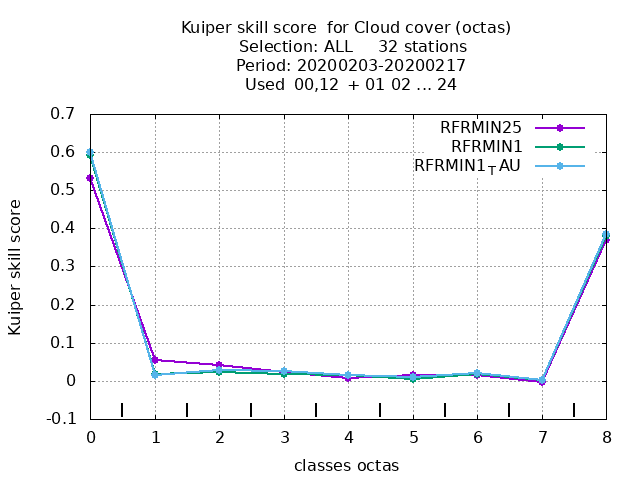 Kuiper skill score for Cloud cover (octas)
Selection: ALL 32 stations
Period: 20200203-20200217
Used 00,12 + 01 02 ... 24
RFRMIN25
RFRMIN1
RFRMIN1TAU
0.7
0.6
0.5
0.4
0.3
0.2
0.1
0
-0.1
Kuiper skill score
0 1 2 3 4 5 6 7 8
classes octas